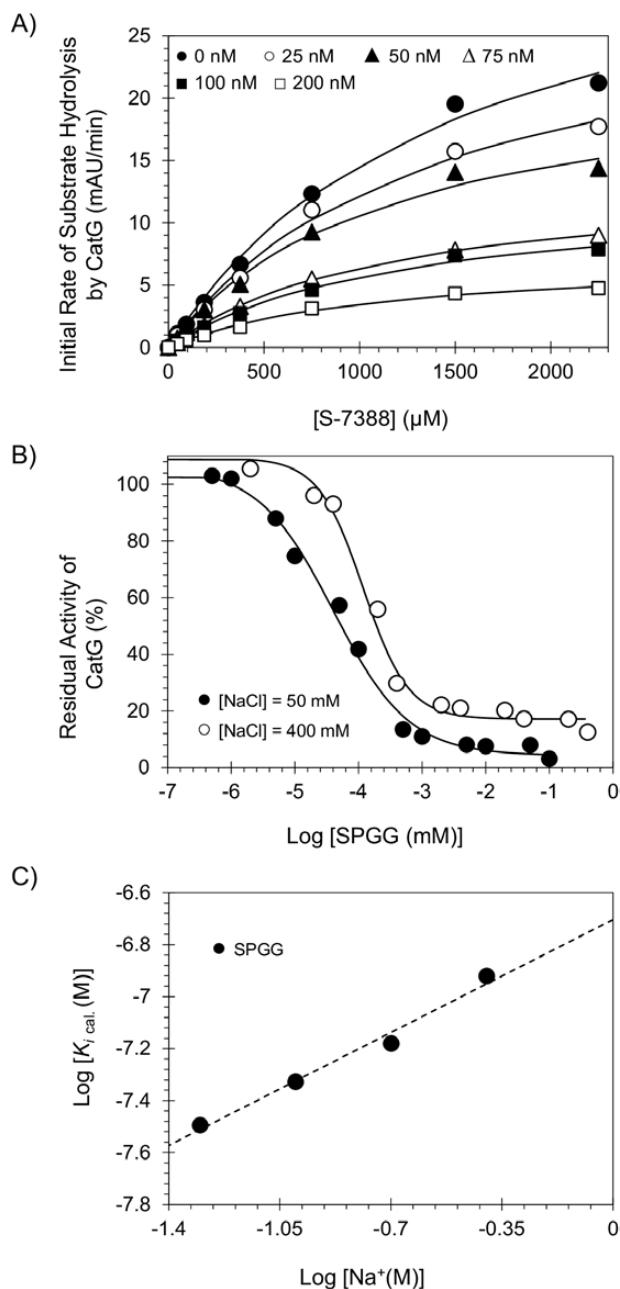 A)
Initial Rate of Substrate Hydrolysis
by CatG (mAU/min)
25
20
15
10
5
0
● 0 nM ○ 25 nM ▲ 50 nM △ 75 nM
■ 100 nM □ 200 nM
0 500 1000 1500 2000
[S-7388] (µM)
B)
Residual Activity of
CatG (%)
100
80
60
40
20
0
● [NaCl] = 50 mM
○ [NaCl] = 400 mM
-7 -6 -5 -4 -3 -2 -1 0
Log [SPGG (mM)]
C)
Log [K i cal. (M)]
-6.6
-6.8
-7
-7.2
-7.4
-7.6
-7.8
● SPGG
-1.4 -1.05 -0.7 -0.35 0
Log [Na⁺(M)]